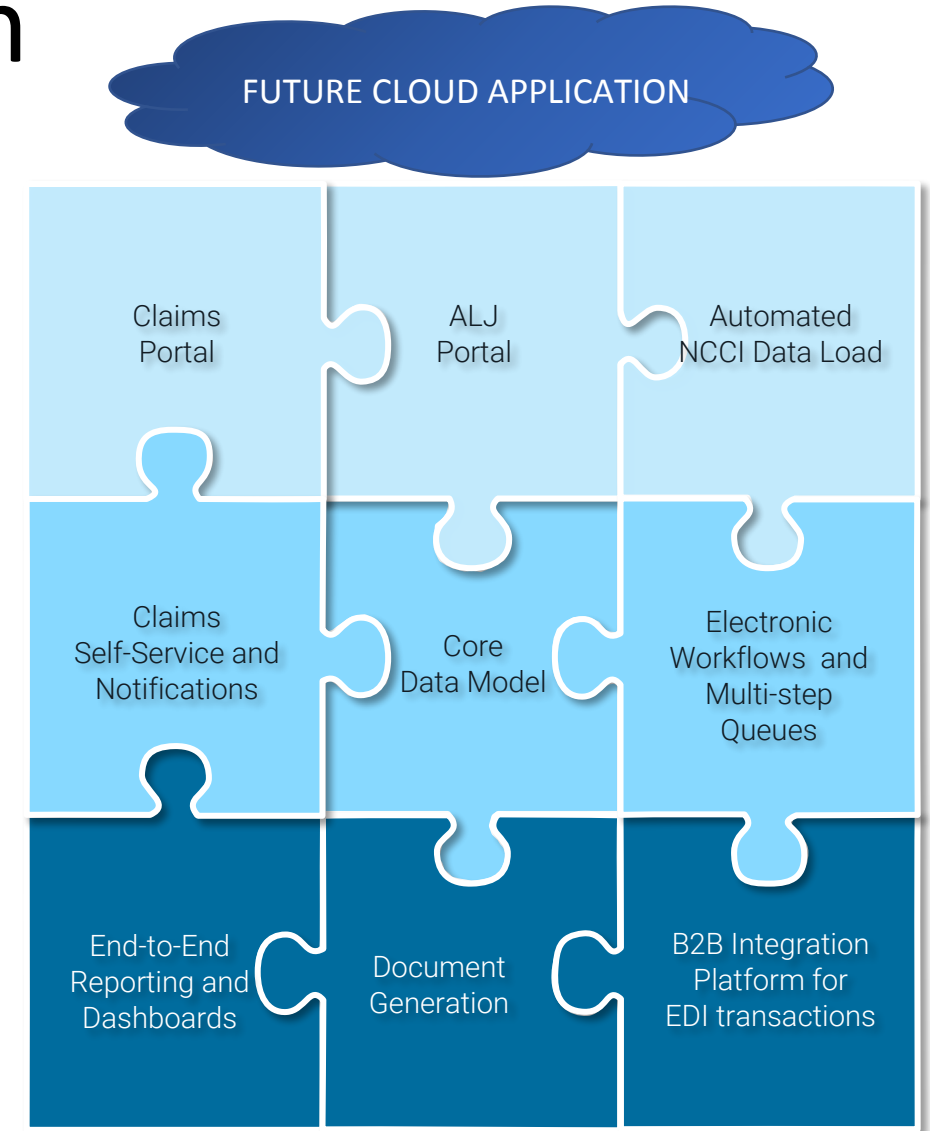 n
FUTURE CLOUD APPLICATION
Claims
Portal
ALJ
Portal
Automated
NCCI Data Load
Claims
Self-Service and
Notifications
Core
Data Model
Electronic
Workflows and
Multi-step
Queues
End-to-End
Reporting and
Dashboards
Document
Generation
B2B Integration
Platform for
EDI transactions